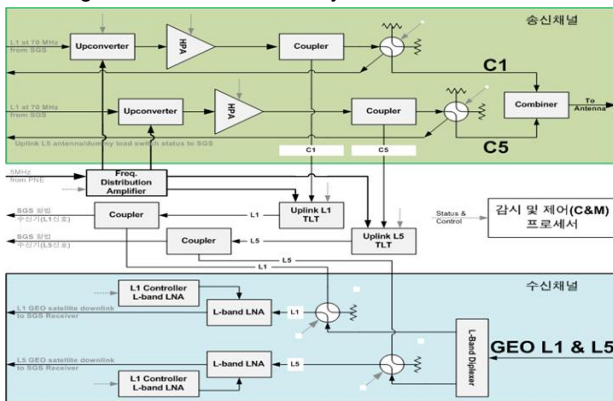 송신채널
L1 at 70 MHz
from SGS
Upconverter
HPA
Coupler
C1
L1 at 70 MHz
from SGS
Upconverter
HPA
Coupler
Combiner
To
Antenna
C5
Uplink L5 antenna/dummy load switch status to SGS
C1
C5
5MHz
from PNE
Freq.
Distribution
Amplifier
SGS 항법
수신기(L1신호)
Coupler
L1
Uplink L1
TLT
Status &
Control
감시 및 제어(C&M)
프로세서
SGS 항법
수신기(L5신호)
Coupler
L5
Uplink L5
TLT
L1
L5
수신채널
L1 Controller
L-band LNA
L-band LNA
L1
L1 GEO satellite downlink
to SGS Receiver
L-Band Diplexer
GEO L1 & L5
L5 GEO satellite downlink
to SGS Receiver
L-band LNA
L5
L1 Controller
L-band LNA